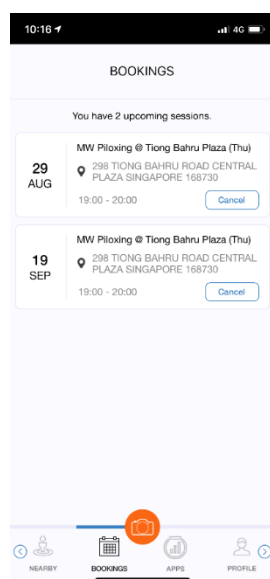 10:16
4G
BOOKINGS
You have 2 upcoming sessions.
MW Piloxing @ Tiong Bahru Plaza (Thu)
29
AUG
298 TIONG BAHRU ROAD CENTRAL
PLAZA SINGAPORE 168730
19:00 - 20:00
Cancel
MW Piloxing @ Tiong Bahru Plaza (Thu)
19
SEP
298 TIONG BAHRU ROAD CENTRAL
PLAZA SINGAPORE 168730
19:00 - 20:00
Cancel
NEARBY
BOOKINGS
APPS
PROFILE